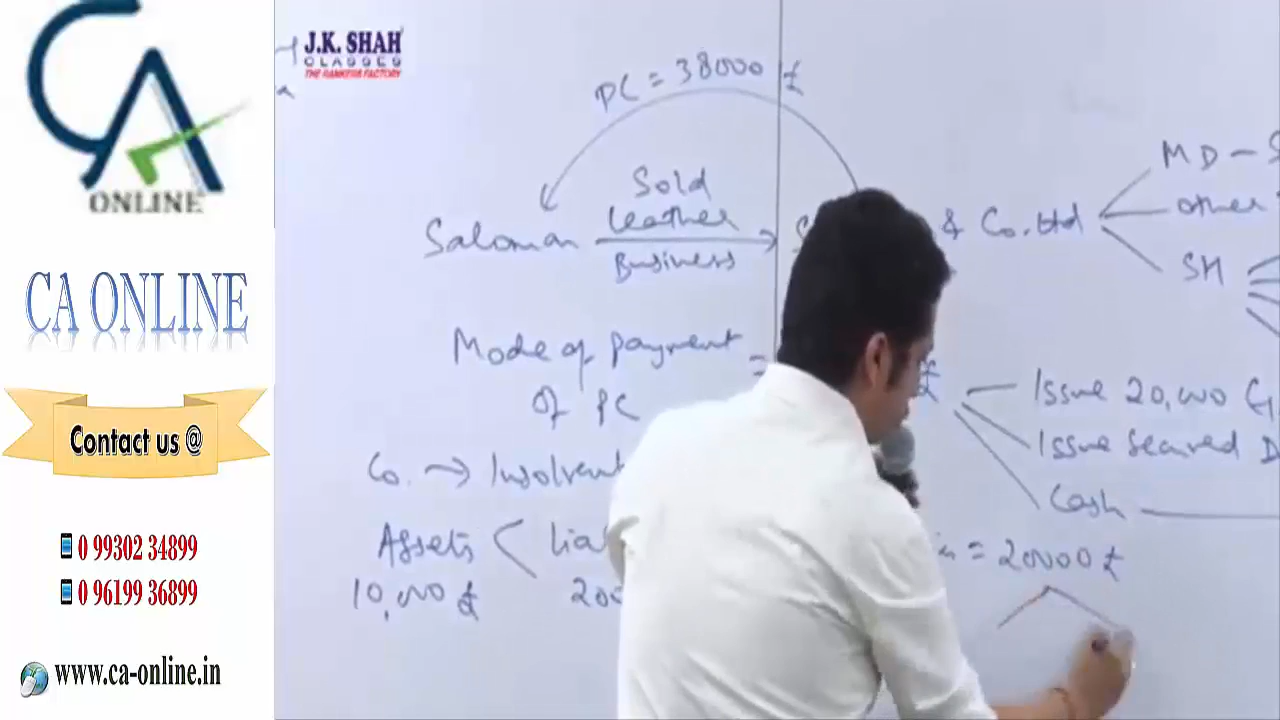 CA
ONLINE
CA ONLINE
Contact us @
0 99302 34899
0 96199 36899
www.ca-online.in
J.K. SHAH
CLASSES
THE RANKERS FACTORY
PC = 38000 £
Saloman
Sold
leather
Business
& Co. Ltd
MD - S
other
SH
Mode of payment
of PC
=
£
Issue 20,000
Issue secured D
Cash
Co. → Insolvent
Assets < Lia
10,000 £
200
= 20000 £